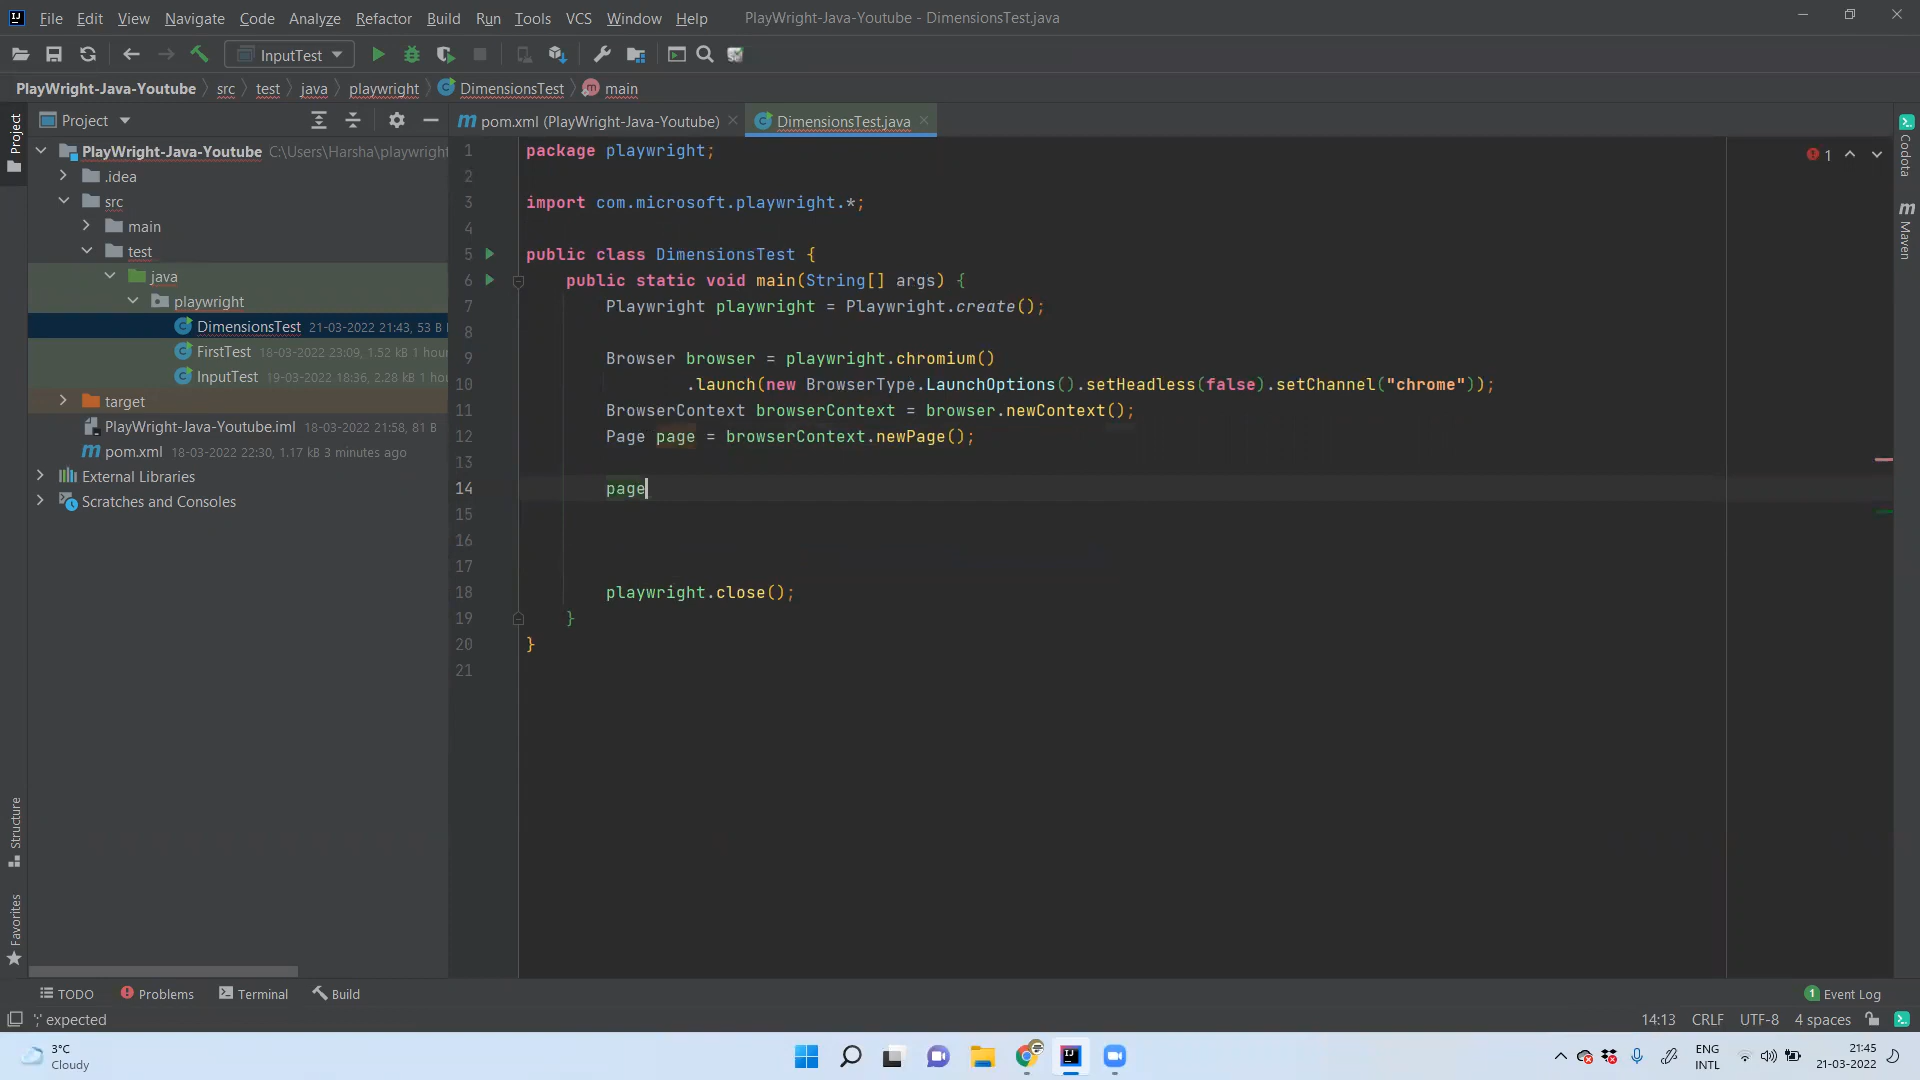 File Edit View Navigate Code Analyze Refactor Build Run Tools VCS Window Help PlayWright-Java-Youtube - DimensionsTest.java
InputTest
PlayWright-Java-Youtube src test java playwright DimensionsTest main
Project
pom.xml (PlayWright-Java-Youtube)
DimensionsTest.java
Project
PlayWright-Java-Youtube C:\Users\Harsha\playwright
.idea
src
main
test
java
playwright
DimensionsTest 21-03-2022 21:43, 53 B
FirstTest 18-03-2022 23:09, 1.52 kB 1 hou
InputTest 19-03-2022 18:36, 2.28 kB 1 hou
target
PlayWright-Java-Youtube.iml 18-03-2022 21:58, 81 B
pom.xml 18-03-2022 22:30, 1.17 kB 3 minutes ago
External Libraries
Scratches and Consoles
1 package playwright;
2
3 import com.microsoft.playwright.*;
4
5 public class DimensionsTest {
6 public static void main(String[] args) {
7 Playwright playwright = Playwright.create();
8
9 Browser browser = playwright.chromium()
10 .launch(new BrowserType.LaunchOptions().setHeadless(false).setChannel("chrome"));
11 BrowserContext browserContext = browser.newContext();
12 Page page = browserContext.newPage();
13
14 page
15
16
17
18 playwright.close();
19 }
20 }
21
1
Codota
Maven
Structure
Favorites
TODO Problems Terminal Build
1 Event Log
';' expected
14:13 CRLF UTF-8 4 spaces
3°C
Cloudy
ENG
INTL
21:45
21-03-2022